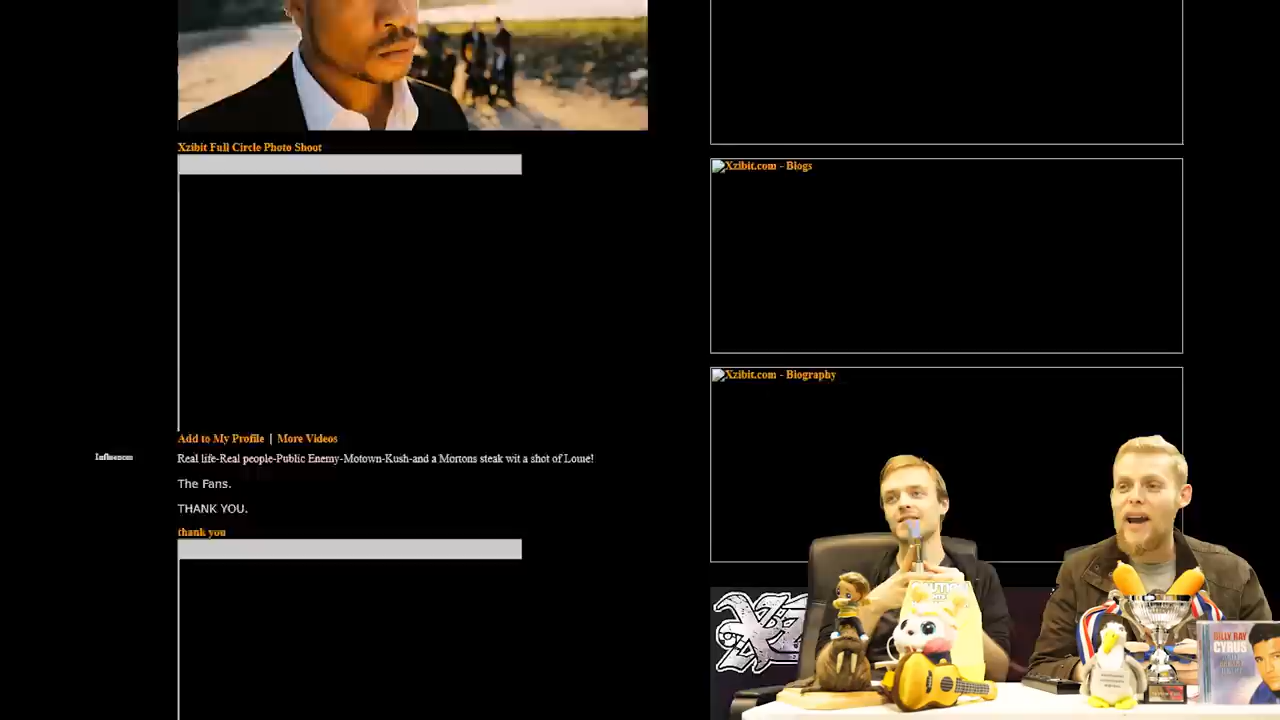 Xzibit Full Circle Photo Shoot
Add to My Profile | More Videos
Influences
Real life-Real people-Public Enemy-Motown-Kush-and a Mortons steak wit a shot of Louie!
The Fans.
THANK YOU.
thank you
Xzibit.com - Blogs
Xzibit.com - Biography
CAUTION
BILLY RAY
CYRUS